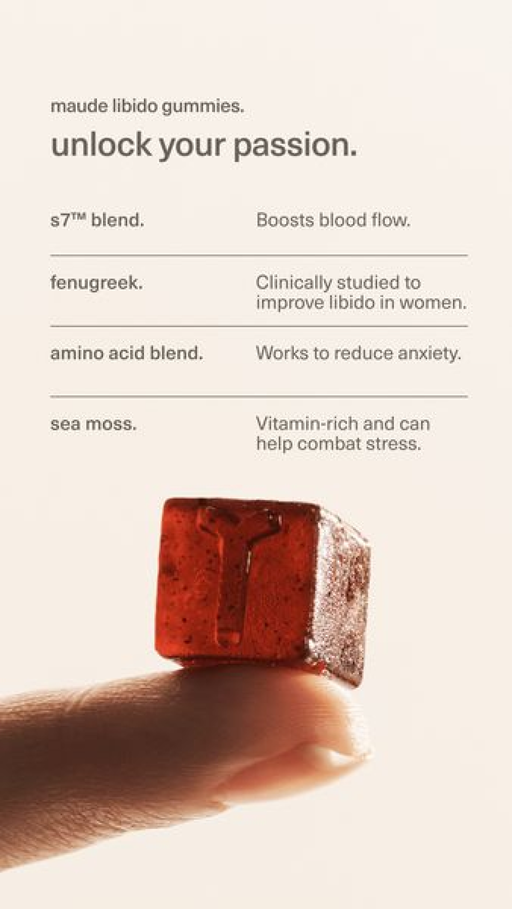 maude libido gummies.
unlock your passion.
s7™ blend. Boosts blood flow.
fenugreek. Clinically studied to
improve libido in women.
amino acid blend. Works to reduce anxiety.
sea moss. Vitamin-rich and can
help combat stress.